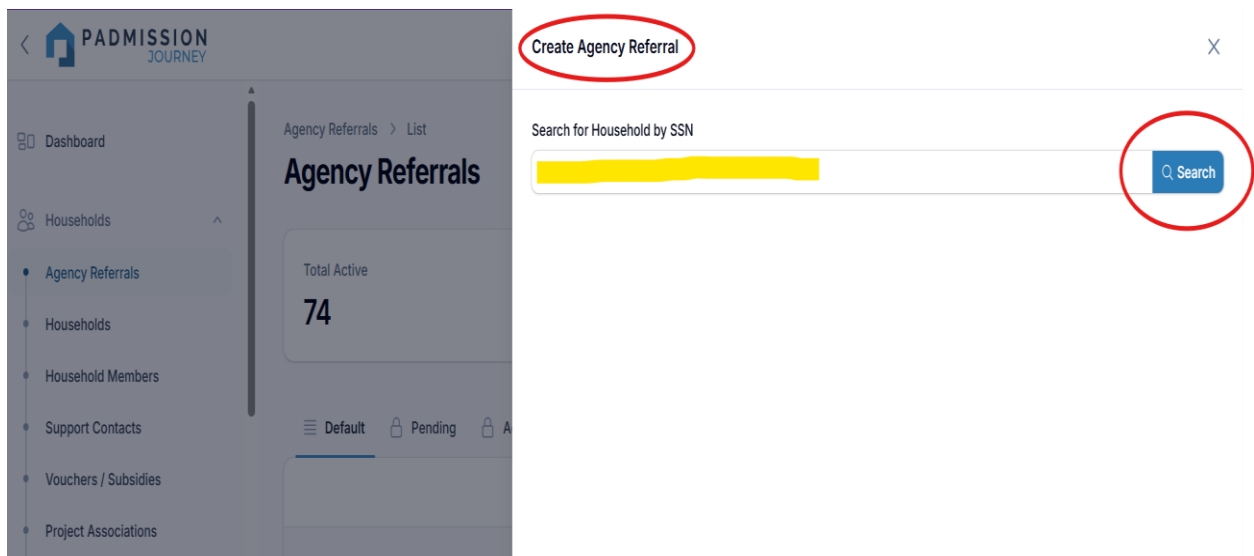 PADMISSION
JOURNEY
Dashboard
Households
Agency Referrals
Households
Household Members
Support Contacts
Vouchers / Subsidies
Project Associations
Agency Referrals > List
Agency Referrals
Total Active
74
Default Pending A
Create Agency Referral X
Search for Household by SSN
Search